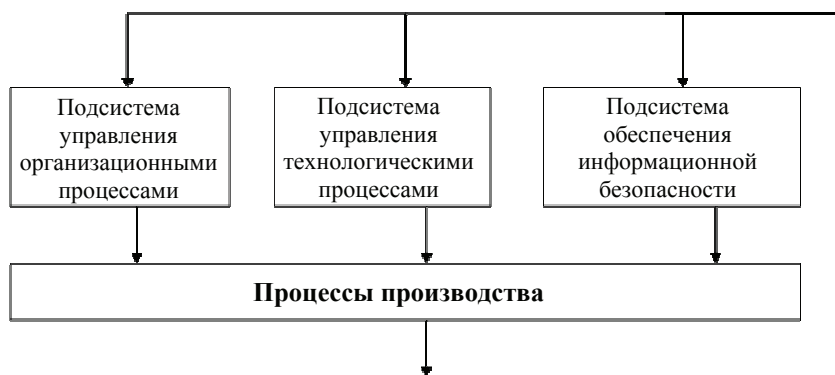 Подсистема
управления
организационными
процессами
Подсистема
управления
технологическими
процессами
Подсистема
обеспечения
информационной
безопасности
Процессы производства